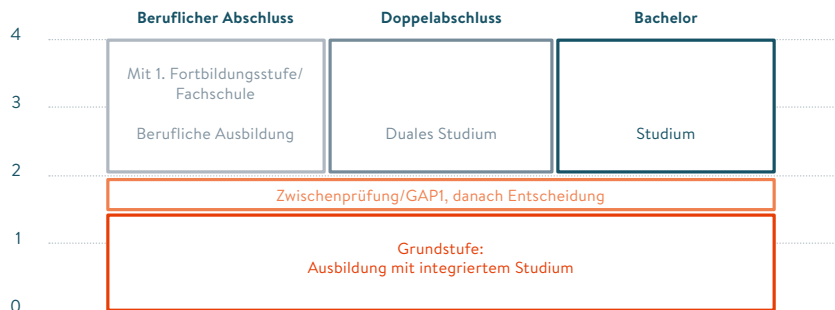 Beruflicher Abschluss
Doppelabschluss
Bachelor
4
Mit 1. Fortbildungsstufe/
Fachschule
3
Berufliche Ausbildung
Duales Studium
Studium
2
Zwischenprüfung/GAP1, danach Entscheidung
1
Grundstufe:
Ausbildung mit integriertem Studium
0